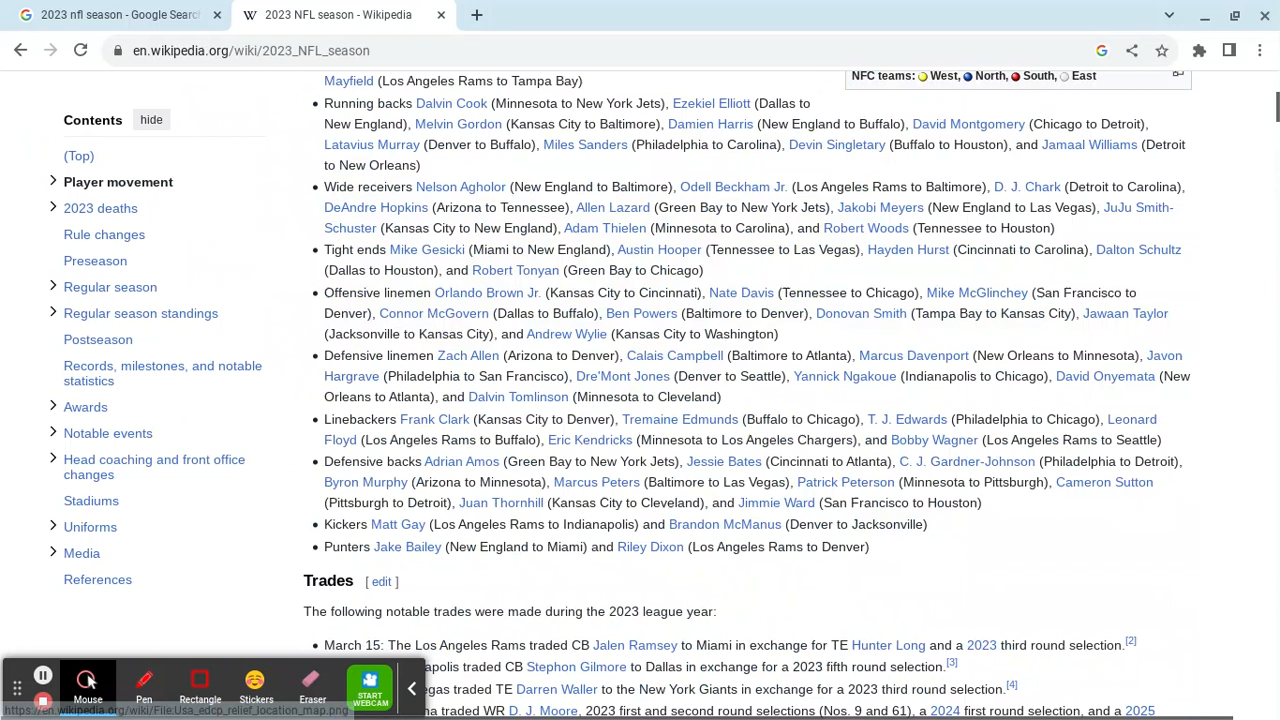 2023 nfl season - Google Searc
2023 NFL season - Wikipedia
en.wikipedia.org/wiki/2023_NFL_season
NFC teams: West, North, South, East
Mayfield (Los Angeles Rams to Tampa Bay)
• Running backs Dalvin Cook (Minnesota to New York Jets), Ezekiel Elliott (Dallas to
New England), Melvin Gordon (Kansas City to Baltimore), Damien Harris (New England to Buffalo), David Montgomery (Chicago to Detroit),
Latavius Murray (Denver to Buffalo), Miles Sanders (Philadelphia to Carolina), Devin Singletary (Buffalo to Houston), and Jamaal Williams (Detroit
to New Orleans)
• Wide receivers Nelson Agholor (New England to Baltimore), Odell Beckham Jr. (Los Angeles Rams to Baltimore), D. J. Chark (Detroit to Carolina),
DeAndre Hopkins (Arizona to Tennessee), Allen Lazard (Green Bay to New York Jets), Jakobi Meyers (New England to Las Vegas), JuJu Smith-
Schuster (Kansas City to New England), Adam Thielen (Minnesota to Carolina), and Robert Woods (Tennessee to Houston)
• Tight ends Mike Gesicki (Miami to New England), Austin Hooper (Tennessee to Las Vegas), Hayden Hurst (Cincinnati to Carolina), Dalton Schultz
(Dallas to Houston), and Robert Tonyan (Green Bay to Chicago)
• Offensive linemen Orlando Brown Jr. (Kansas City to Cincinnati), Nate Davis (Tennessee to Chicago), Mike McGlinchey (San Francisco to
Denver), Connor McGovern (Dallas to Buffalo), Ben Powers (Baltimore to Denver), Donovan Smith (Tampa Bay to Kansas City), Jawaan Taylor
(Jacksonville to Kansas City), and Andrew Wylie (Kansas City to Washington)
• Defensive linemen Zach Allen (Arizona to Denver), Calais Campbell (Baltimore to Atlanta), Marcus Davenport (New Orleans to Minnesota), Javon
Hargrave (Philadelphia to San Francisco), Dre'Mont Jones (Denver to Seattle), Yannick Ngakoue (Indianapolis to Chicago), David Onyemata (New
Orleans to Atlanta), and Dalvin Tomlinson (Minnesota to Cleveland)
• Linebackers Frank Clark (Kansas City to Denver), Tremaine Edmunds (Buffalo to Chicago), T. J. Edwards (Philadelphia to Chicago), Leonard
Floyd (Los Angeles Rams to Buffalo), Eric Kendricks (Minnesota to Los Angeles Chargers), and Bobby Wagner (Los Angeles Rams to Seattle)
• Defensive backs Adrian Amos (Green Bay to New York Jets), Jessie Bates (Cincinnati to Atlanta), C. J. Gardner-Johnson (Philadelphia to Detroit),
Byron Murphy (Arizona to Minnesota), Marcus Peters (Baltimore to Las Vegas), Patrick Peterson (Minnesota to Pittsburgh), Cameron Sutton
(Pittsburgh to Detroit), Juan Thornhill (Kansas City to Cleveland), and Jimmie Ward (San Francisco to Houston)
• Kickers Matt Gay (Los Angeles Rams to Indianapolis) and Brandon McManus (Denver to Jacksonville)
• Punters Jake Bailey (New England to Miami) and Riley Dixon (Los Angeles Rams to Denver)
Trades [ edit ]
The following notable trades were made during the 2023 league year:
• March 15: The Los Angeles Rams traded CB Jalen Ramsey to Miami in exchange for TE Hunter Long and a 2023 third round selection.[2]
apolis traded CB Stephon Gilmore to Dallas in exchange for a 2023 fifth round selection.[3]
egas traded TE Darren Waller to the New York Giants in exchange for a 2023 third round selection.[4]
na traded WR D. J. Moore, 2023 first and second round selections (Nos. 9 and 61), a 2024 first round selection, and a 2025
Contents hide
(Top)
Player movement
2023 deaths
Rule changes
Preseason
Regular season
Regular season standings
Postseason
Records, milestones, and notable
statistics
Awards
Notable events
Head coaching and front office
changes
Stadiums
Uniforms
Media
References
Mouse
Pen
Rectangle
Stickers
Eraser
START
WEBCAM
https://en.wikipedia.org/wiki/File:Usa_edcp_relief_location_map.png